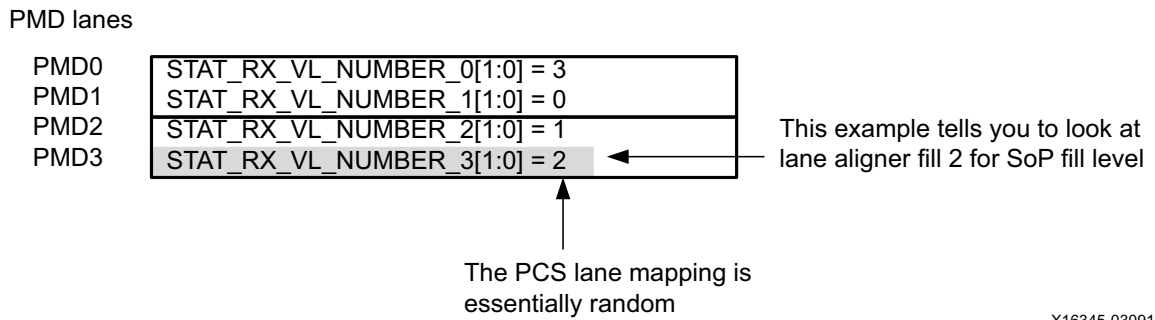 PMD lanes
PMD0 STAT_RX_VL_NUMBER_0[1:0] = 3
PMD1 STAT_RX_VL_NUMBER_1[1:0] = 0
PMD2 STAT_RX_VL_NUMBER_2[1:0] = 1
PMD3 STAT_RX_VL_NUMBER_3[1:0] = 2
This example tells you to look at
lane aligner fill 2 for SoP fill level
The PCS lane mapping is
essentially random